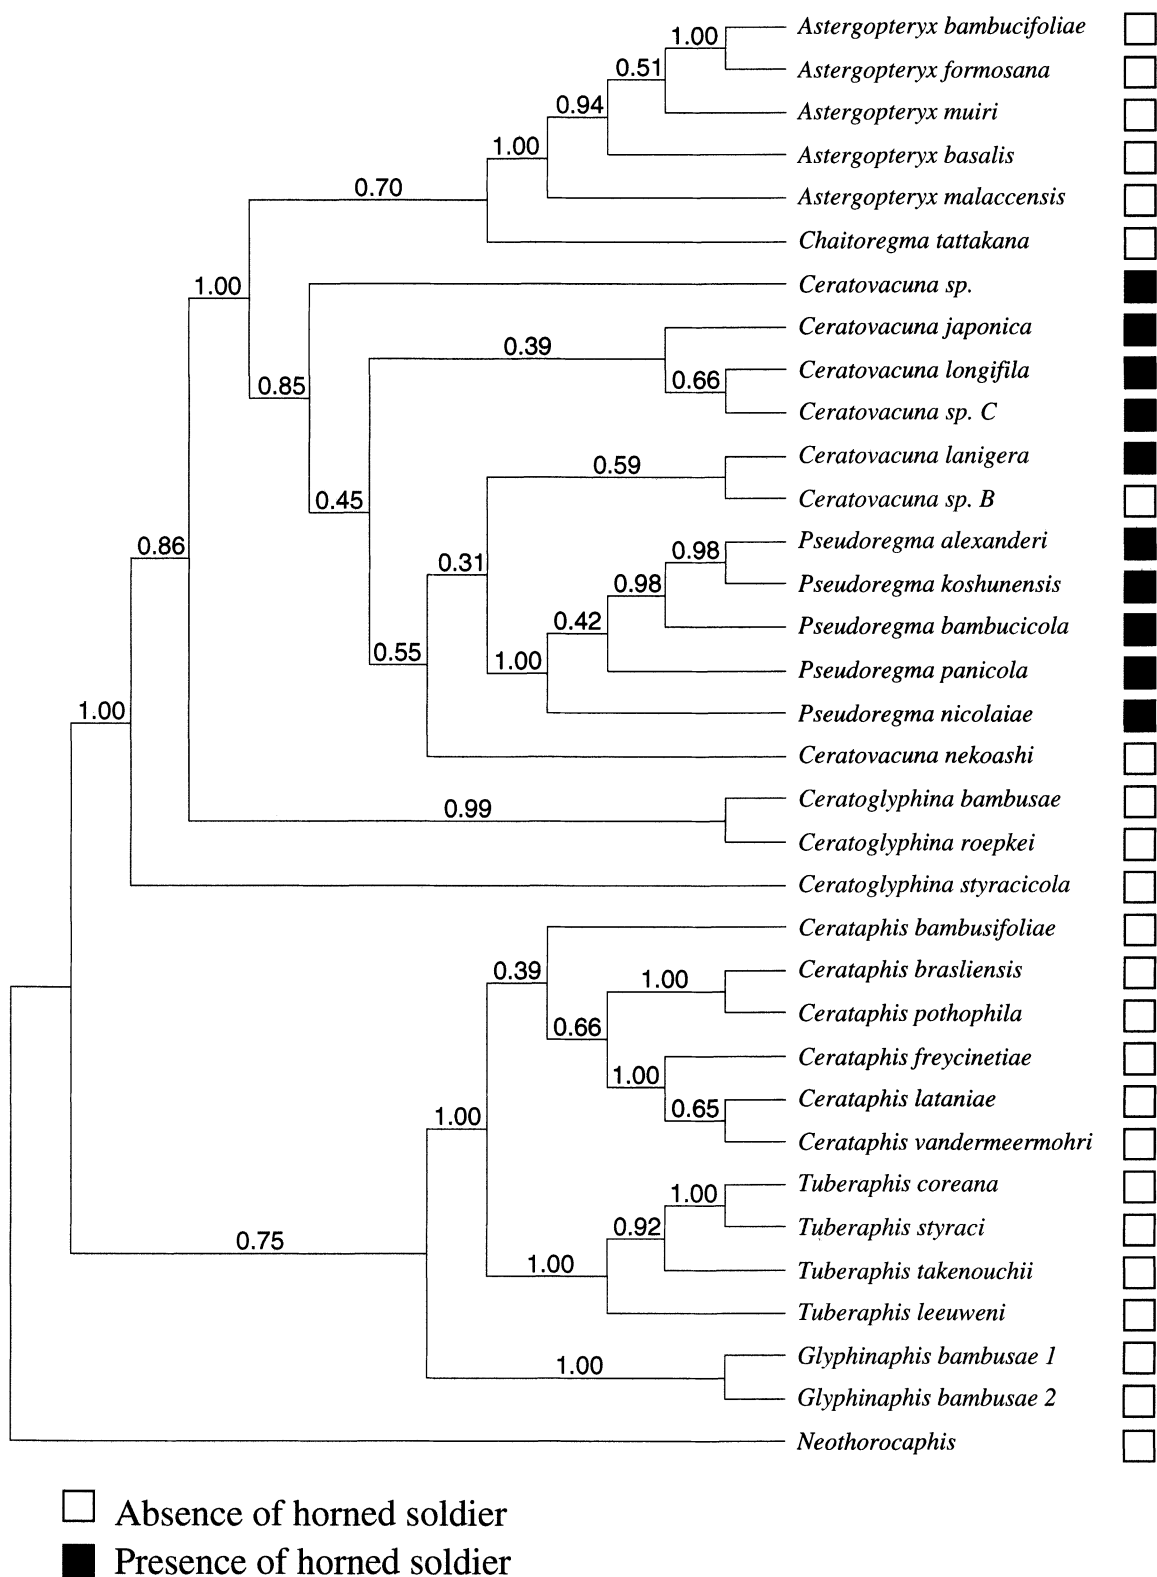 1.00
Astergopteryx bambucifoliae
0.51
Astergopteryx formosana
0.94
Astergopteryx muiri
1.00
Astergopteryx basalis
0.70
Astergopteryx malaccensis
Chaitoregma tattakana
1.00
Ceratovacuna sp.
0.39
Ceratovacuna japonica
0.85
0.66
Ceratovacuna longifila
Ceratovacuna sp. C
0.59
Ceratovacuna lanigera
0.45
Ceratovacuna sp. B
0.86
0.31
0.98
Pseudoregma alexanderi
0.98
Pseudoregma koshunensis
0.42
Pseudoregma bambucicola
0.55
1.00
Pseudoregma panicola
1.00
Pseudoregma nicolaiae
Ceratovacuna nekoashi
0.99
Ceratoglyphina bambusae
Ceratoglyphina roepkei
Ceratoglyphina styracicola
Cerataphis bambusifoliae
0.39
1.00
Cerataphis brasliensis
0.66
Cerataphis pothophila
1.00
Cerataphis freycinetiae
0.65
Cerataphis lataniae
1.00
Cerataphis vandermeermohri
1.00
Tuberaphis coreana
0.92
Tuberaphis styraci
0.75
1.00
Tuberaphis takenouchii
Tuberaphis leeuweni
1.00
Glyphinaphis bambusae 1
Glyphinaphis bambusae 2
Neothorocaphis
Absence of horned soldier
Presence of horned soldier